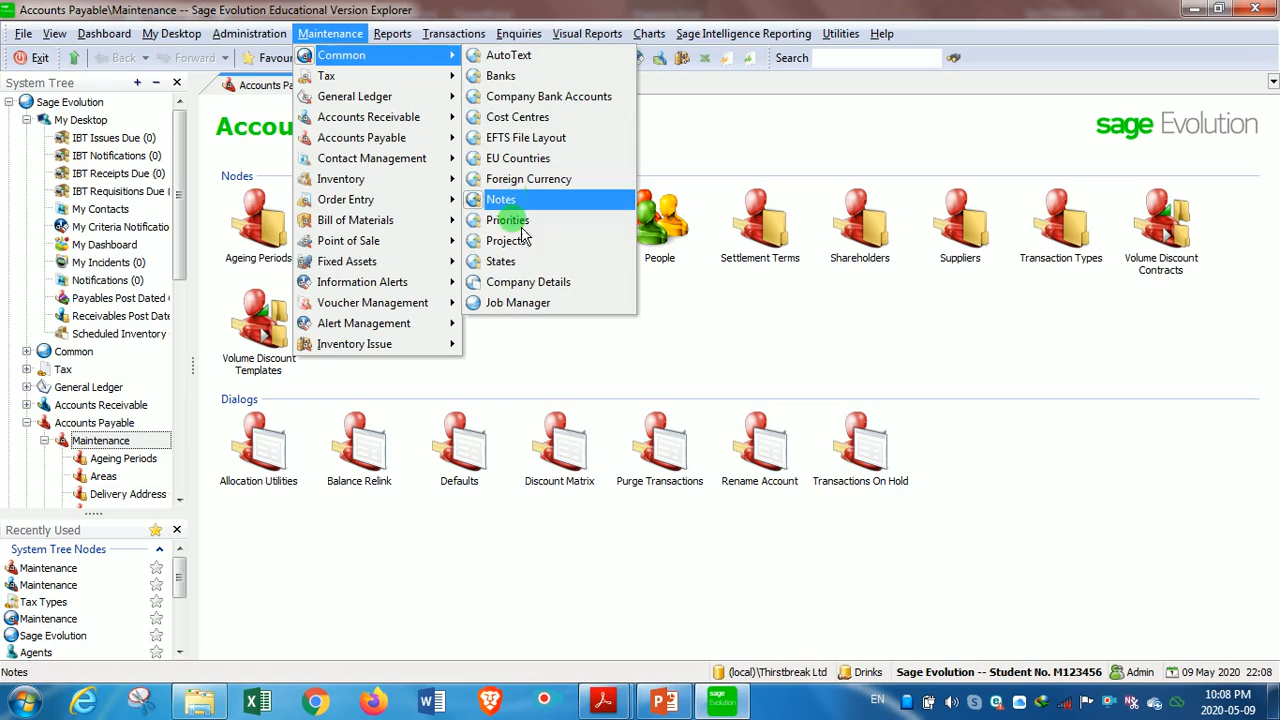 Accounts Payable\Maintenance -- Sage Evolution Educational Version Explorer
File View Dashboard My Desktop Administration Maintenance Reports Transactions Enquiries Visual Reports Charts Sage Intelligence Reporting Utilities Help
Exit Back Forward Favou Search
System Tree
Accounts Pa
Sage Evolution
My Desktop
IBT Issues Due (0)
IBT Notifications (0)
IBT Receipts Due (0)
IBT Requisitions Due
My Contacts
My Criteria Notificatio
My Dashboard
My Incidents (0)
Notifications (0)
Payables Post Dated
Receivables Post Date
Scheduled Inventory
Common
Tax
General Ledger
Accounts Receivable
Accounts Payable
Maintenance
Ageing Periods
Areas
Delivery Address
Recently Used
System Tree Nodes
Maintenance
Maintenance
Tax Types
Maintenance
Sage Evolution
Agents
Common
Tax
General Ledger
Accounts Receivable
Accounts Payable
Contact Management
Inventory
Order Entry
Bill of Materials
Point of Sale
Fixed Assets
Information Alerts
Voucher Management
Alert Management
Inventory Issue
AutoText
Banks
Company Bank Accounts
Cost Centres
EFTS File Layout
EU Countries
Foreign Currency
Notes
Priorities
Projects
States
Company Details
Job Manager
Accou
sage Evolution
Nodes
Ageing Periods
People
Settlement Terms
Shareholders
Suppliers
Transaction Types
Volume Discount
Contracts
Volume Discount
Templates
Dialogs
Allocation Utilities
Balance Relink
Defaults
Discount Matrix
Purge Transactions
Rename Account
Transactions On Hold
Notes (local)\Thirstbreak Ltd Drinks Sage Evolution -- Student No. M123456 Admin 09 May 2020 22:08
EN
10:08 PM
2020-05-09